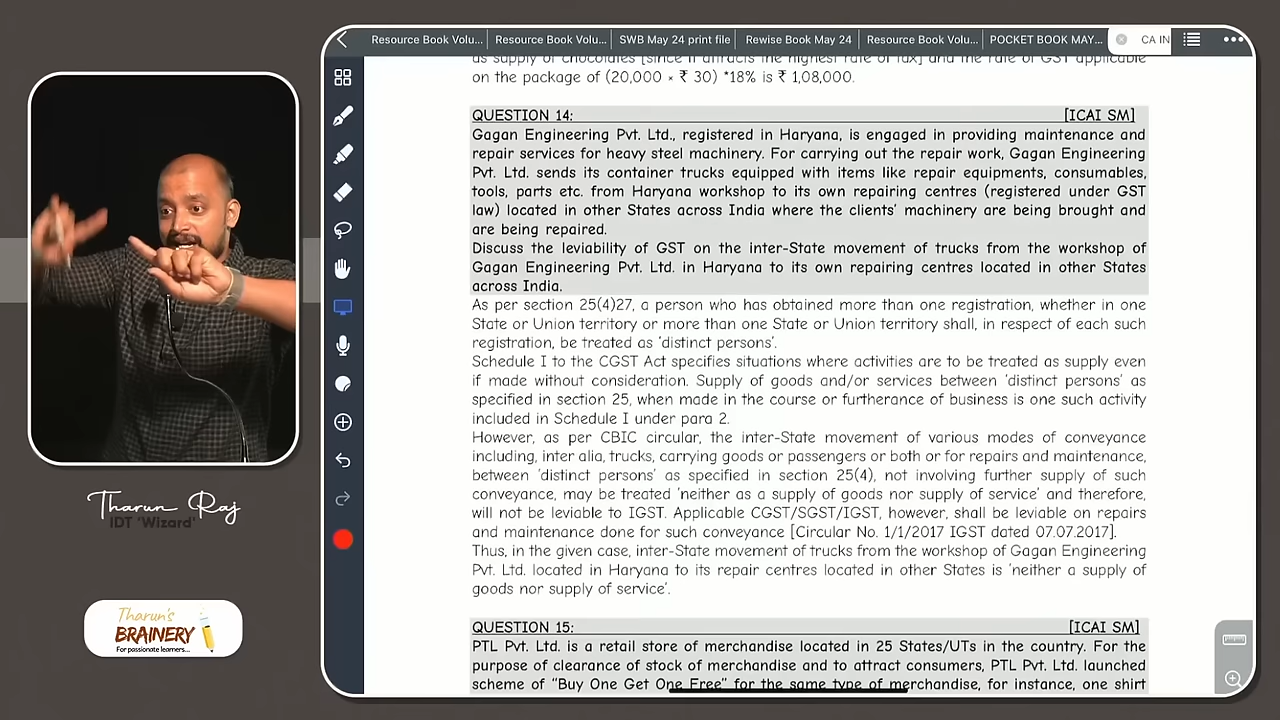 Resource Book Volu...
Resource Book Volu...
SWB May 24 print file
Rewise Book May 24
Resource Book Volu...
POCKET BOOK MAY...
CA IN
as supply of chocolates [since it attracts the highest rate of tax] and the rate of GST applicable
on the package of (20,000 × ₹ 30) *18% is ₹ 1,08,000.
QUESTION 14: [ICAI SM]
Gagan Engineering Pvt. Ltd., registered in Haryana, is engaged in providing maintenance and
repair services for heavy steel machinery. For carrying out the repair work, Gagan Engineering
Pvt. Ltd. sends its container trucks equipped with items like repair equipments, consumables,
tools, parts etc. from Haryana workshop to its own repairing centres (registered under GST
law) located in other States across India where the clients' machinery are being brought and
are being repaired.
Discuss the leviability of GST on the inter-State movement of trucks from the workshop of
Gagan Engineering Pvt. Ltd. in Haryana to its own repairing centres located in other States
across India.
As per section 25(4)27, a person who has obtained more than one registration, whether in one
State or Union territory or more than one State or Union territory shall, in respect of each such
registration, be treated as 'distinct persons'.
Schedule I to the CGST Act specifies situations where activities are to be treated as supply even
if made without consideration. Supply of goods and/or services between 'distinct persons' as
specified in section 25, when made in the course or furtherance of business is one such activity
included in Schedule I under para 2.
However, as per CBIC circular, the inter-State movement of various modes of conveyance
including, inter alia, trucks, carrying goods or passengers or both or for repairs and maintenance,
between 'distinct persons' as specified in section 25(4), not involving further supply of such
conveyance, may be treated 'neither as a supply of goods nor supply of service' and therefore,
will not be leviable to IGST. Applicable CGST/SGST/IGST, however, shall be leviable on repairs
and maintenance done for such conveyance [Circular No. 1/1/2017 IGST dated 07.07.2017].
Thus, in the given case, inter-State movement of trucks from the workshop of Gagan Engineering
Pvt. Ltd. located in Haryana to its repair centres located in other States is 'neither a supply of
goods nor supply of service'.
QUESTION 15: [ICAI SM]
PTL Pvt. Ltd. is a retail store of merchandise located in 25 States/UTs in the country. For the
purpose of clearance of stock of merchandise and to attract consumers, PTL Pvt. Ltd. launched
scheme of "Buy One Get One Free" for the same type of merchandise, for instance, one shirt
Tharun Raj
IDT 'Wizard'
Tharun's
BRAINERY
For passionate learners...